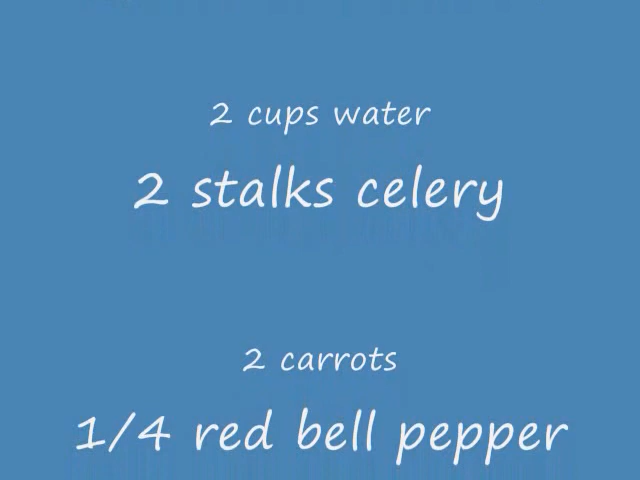 2 cups water
2 stalks celery
2 carrots
1/4 red bell pepper